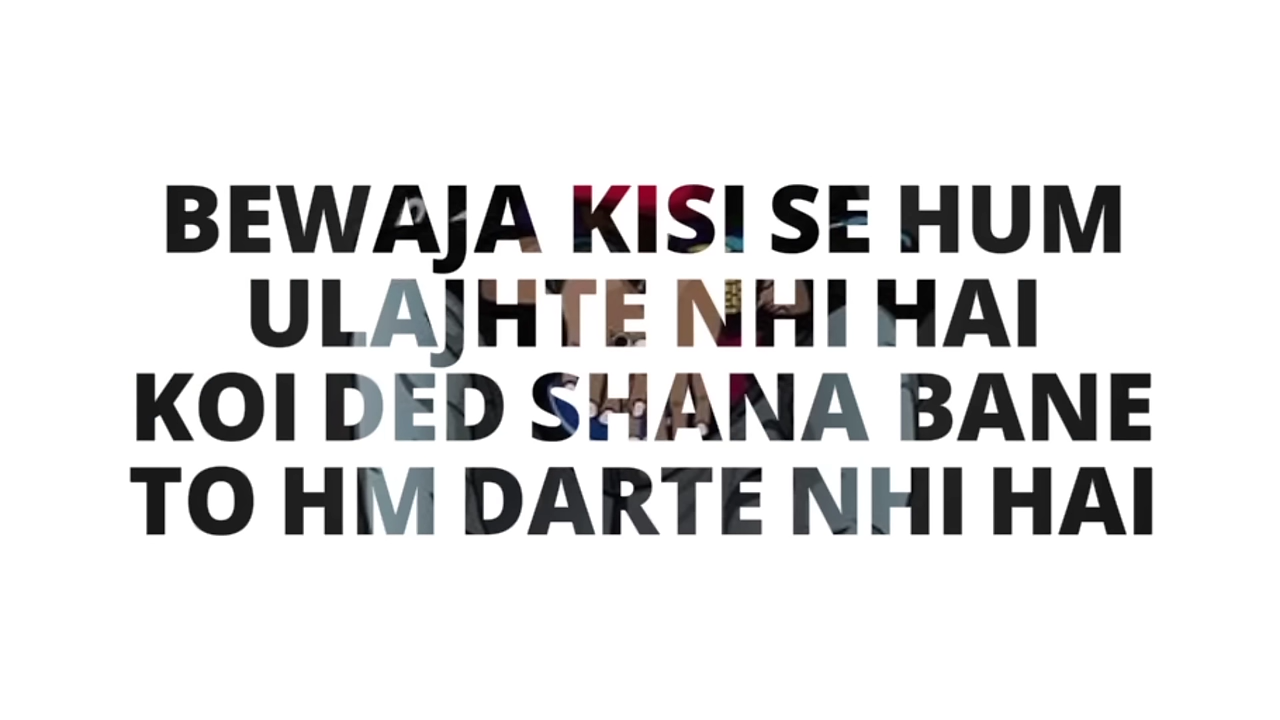 BEWAJA KISI SE HUM
ULAJHTE NHI HAI
KOI DED SHANA BANE
TO HM DARTE NHI HAI